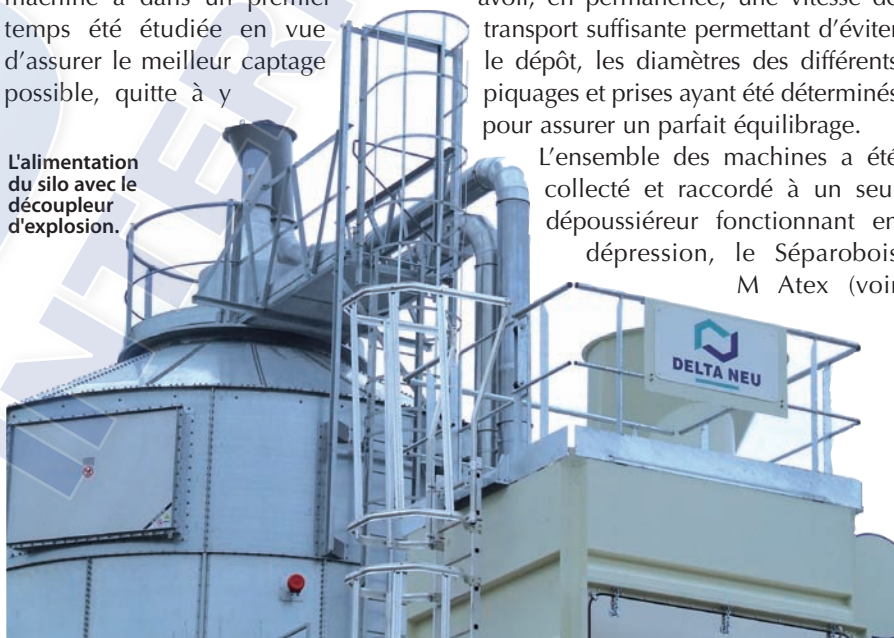 machine a dans un premier
temps été étudiée en vue
d'assurer le meilleur captage
possible, quitte à y
L'alimentation
du silo avec le
découpleur
d'explosion.
avoir, en permanence, une vitesse de
transport suffisante permettant d'éviter
le dépôt, les diamètres des différents
piquages et prises ayant été déterminés
pour assurer un parfait équilibrage.
L'ensemble des machines a été
collecté et raccordé à un seu
dépoussiéreur fonctionnant en
dépression, le Séparobois
M Atex (voir
DELTA NEU